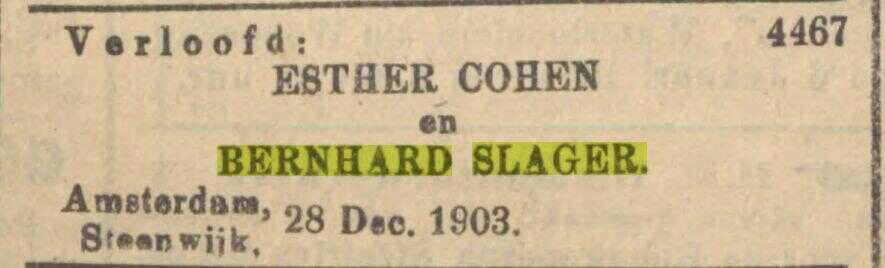 Verloofd: 4467
ESTHER COHEN
en
BERNHARD SLAGER.
Amsterdam, 28 Dec. 1903.
Steenwijk,